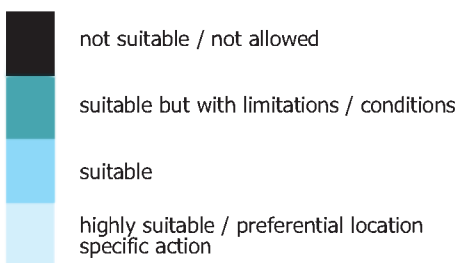 not suitable / not allowed
suitable but with limitations / conditions
suitable
highly suitable / preferential location
specific action